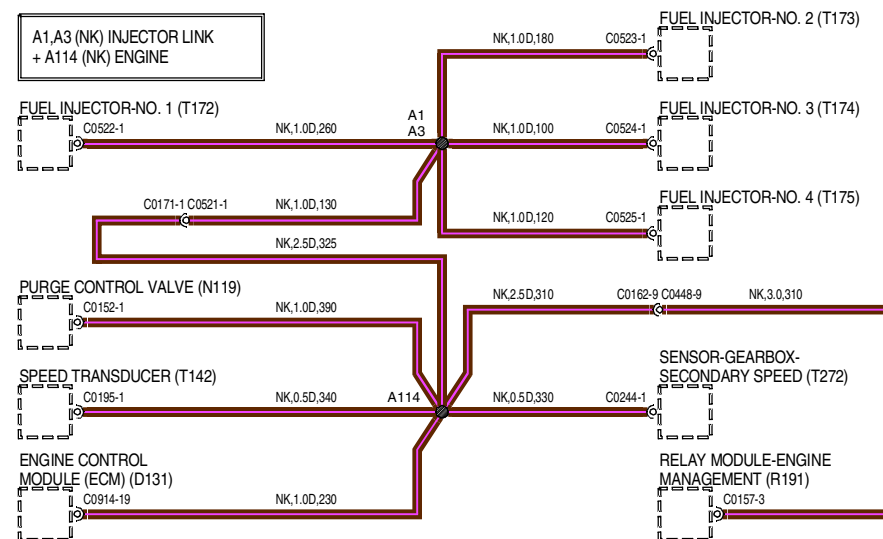 A1,A3 (NK) INJECTOR LINK
+ A114 (NK) ENGINE
FUEL INJECTOR-NO. 2 (T173)
NK,1.0D,180
C0523-1
FUEL INJECTOR-NO. 1 (T172)
C0522-1
NK,1.0D,260
A1
A3
FUEL INJECTOR-NO. 3 (T174)
NK,1.0D,100
C0524-1
C0171-1 C0521-1
NK,1.0D,130
FUEL INJECTOR-NO. 4 (T175)
NK,1.0D,120
C0525-1
NK,2.5D,325
PURGE CONTROL VALVE (N119)
C0152-1
NK,1.0D,390
NK,2.5D,310
C0162-9 C0448-9
NK,3.0,310
SPEED TRANSDUCER (T142)
C0195-1
NK,0.5D,340
A114
SENSOR-GEARBOX-
SECONDARY SPEED (T272)
NK,0.5D,330
C0244-1
ENGINE CONTROL
MODULE (ECM) (D131)
C0914-19
NK,1.0D,230
RELAY MODULE-ENGINE
MANAGEMENT (R191)
C0157-3